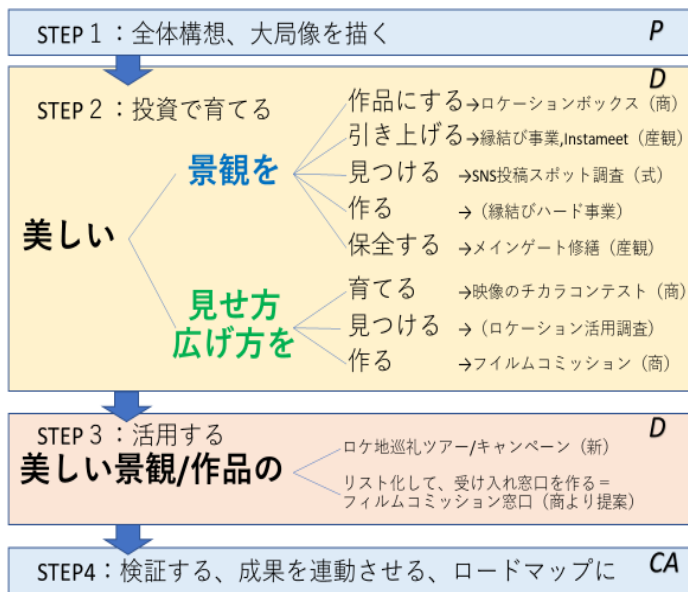 STEP１：全体構想、大局像を描く
P
D
STEP２：投資で育てる
美しい
景観を
作品にする→ロケーションボックス（商）
引き上げる→縁結び事業,Instameet（産観）
見つける →SNS投稿スポット調査（式）
作る →（縁結びハード事業）
保全する →メインゲート修繕（産観）
見せ方
広げ方を
育てる →映像のチカラコンテスト（商）
見つける →（ロケーション活用調査）
作る →フイルムコミッション（商）
D
STEP３：活用する
美しい景観/作品の
ロケ地巡礼ツアー/キャンペーン（新）
リスト化して、受け入れ窓口を作る＝
フィルムコミッション窓口（商より提案）
STEP4：検証する、成果を連動させる、ロードマップに
CA